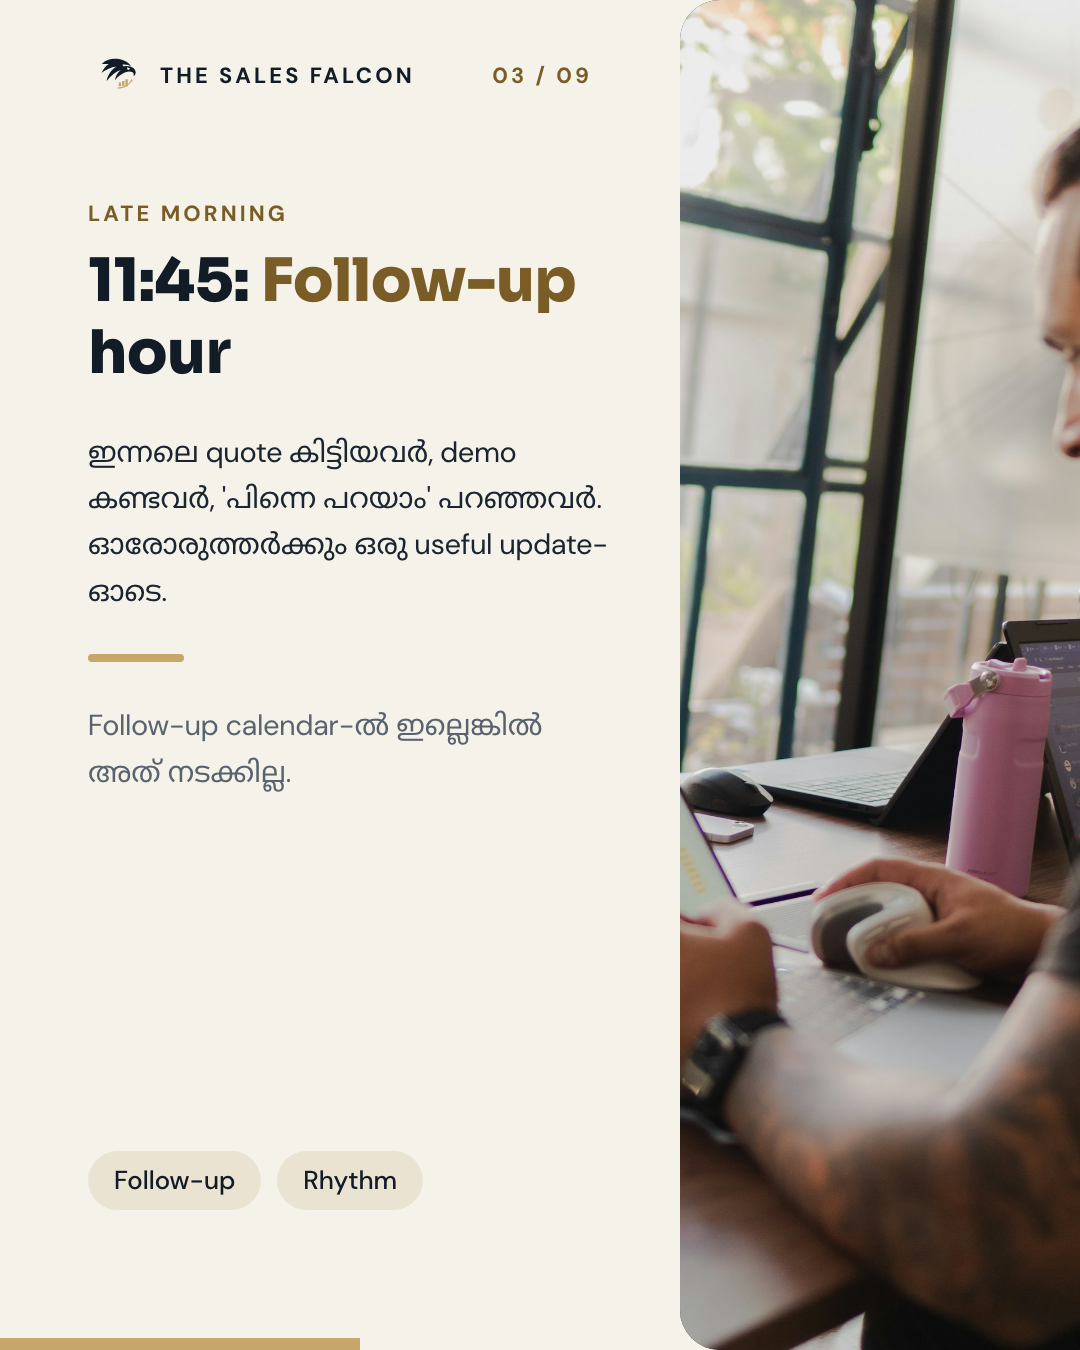 THE SALES FALCON
03 / 09
LATE MORNING
11:45: Follow-up
hour
ഇന്നലെ quote കിട്ടിയവർ, demo
കണ്ടവർ, 'പിന്നെ പറയാം' പറഞ്ഞവർ.
ഓരോരുത്തർക്കും ഒരു useful update-
ഓടെ.
Follow-up calendar-ൽ ഇല്ലെങ്കിൽ
അത് നടക്കില്ല.
Follow-up
Rhythm